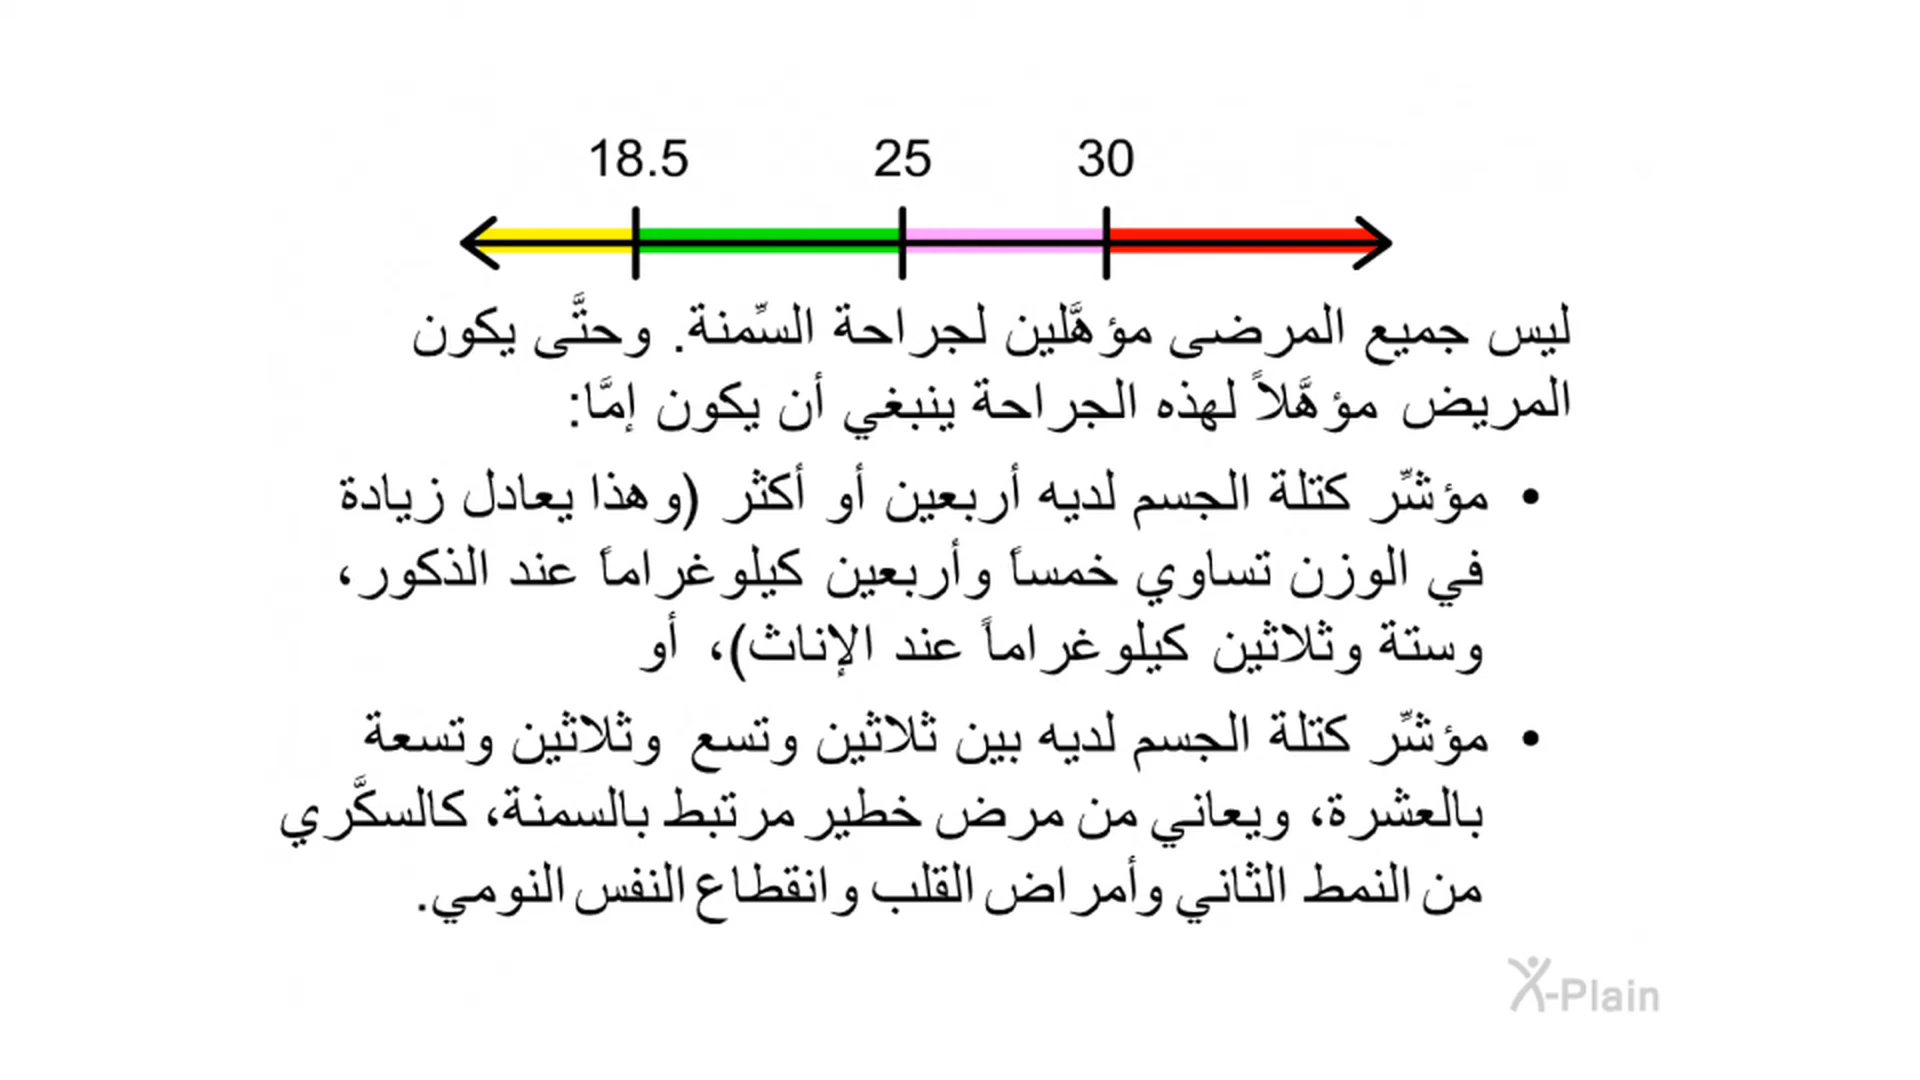 18.5 25 30
ليس جميع المرضى مؤهَّلين لجراحة السِّمنة. وحتَّى يكون
المريض مؤهَّلاً لهذه الجراحة ينبغي أن يكون إمَّا:
• مؤشِّر كتلة الجسم لديه أربعين أو أكثر (وهذا يعادل زيادة
في الوزن تساوي خمساً وأربعين كيلوغراماً عند الذكور،
وستة وثلاثين كيلوغراماً عند الإناث)، أو
• مؤشِّر كتلة الجسم لديه بين ثلاثين وتسع وثلاثين وتسعة
بالعشرة، ويعاني من مرض خطير مرتبط بالسمنة، كالسكَّري
من النمط الثاني وأمراض القلب وانقطاع النفس النومي.
X-Plain